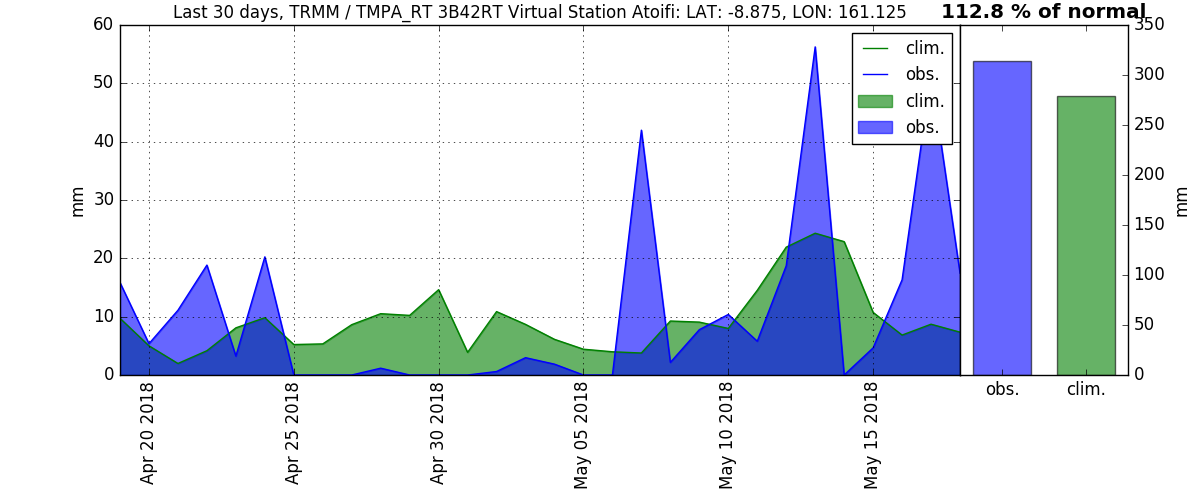 Last 30 days, TRMM / TMPA_RT 3B42RT Virtual Station Atoifi: LAT: -8.875, LON: 161.125
112.8 % of normal
60
50
40
30
20
10
0
mm
clim.
obs.
clim.
obs.
350
300
250
200
150
100
50
0
mm
Apr 20 2018
Apr 25 2018
Apr 30 2018
May 05 2018
May 10 2018
May 15 2018
obs.
clim.